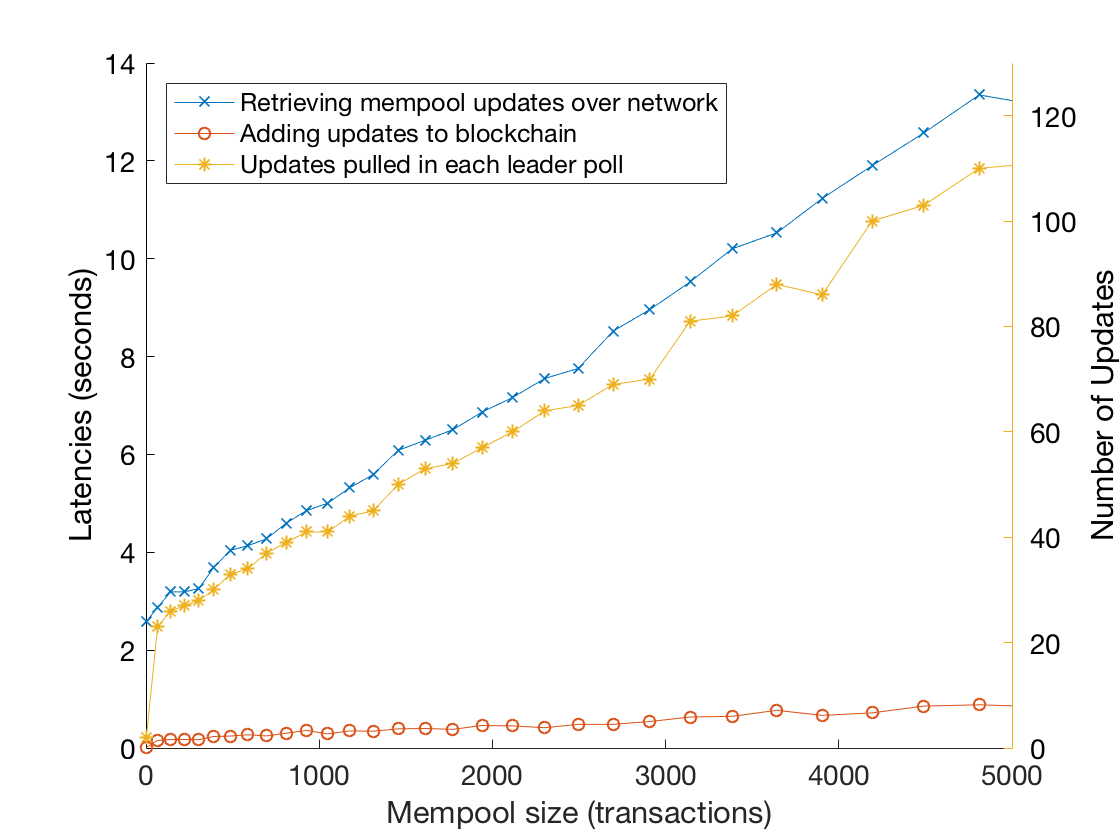 Retrieving mempool updates over network
Adding updates to blockchain
Updates pulled in each leader poll
Latencies (seconds)
14
12
10
8
6
4
2
0
Number of Updates
120
100
80
60
40
20
0
0 1000 2000 3000 4000 5000
Mempool size (transactions)